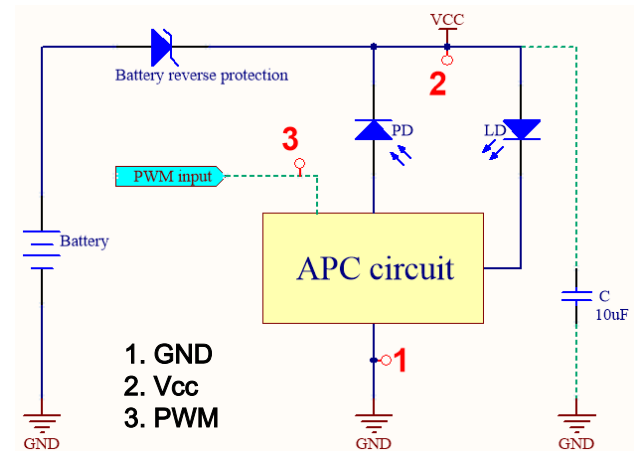 VCC
Battery reverse protection
2
3
PD
LD
PWM input
Battery
APC circuit
C
10uF
1
1. GND
2. Vcc
3. PWM
GND
GND
GND